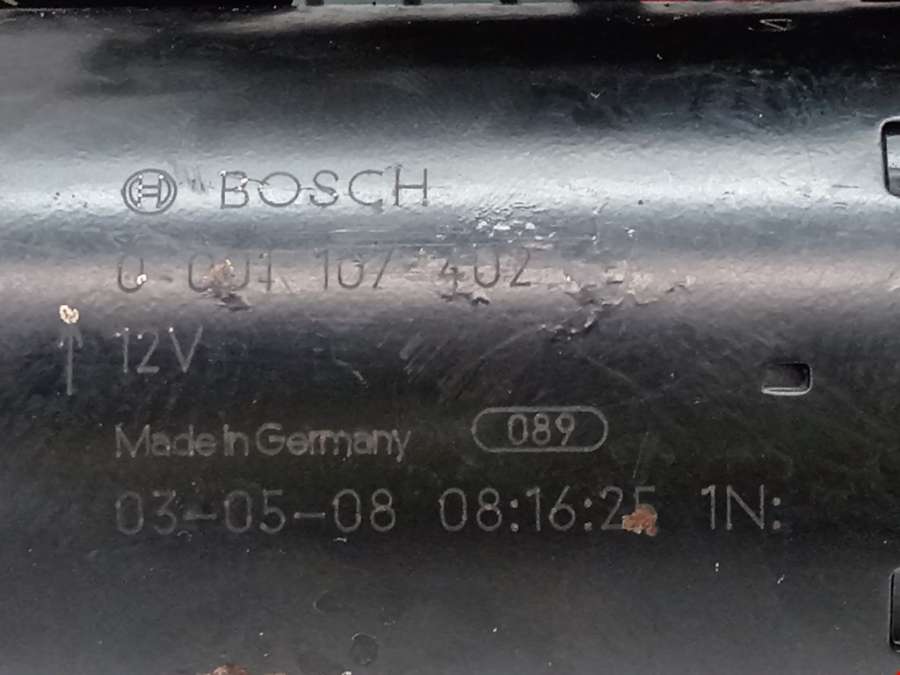 BOSCH
0 001 107 402
12V
Made in Germany 089
03-05-08 08:16:25 1N: